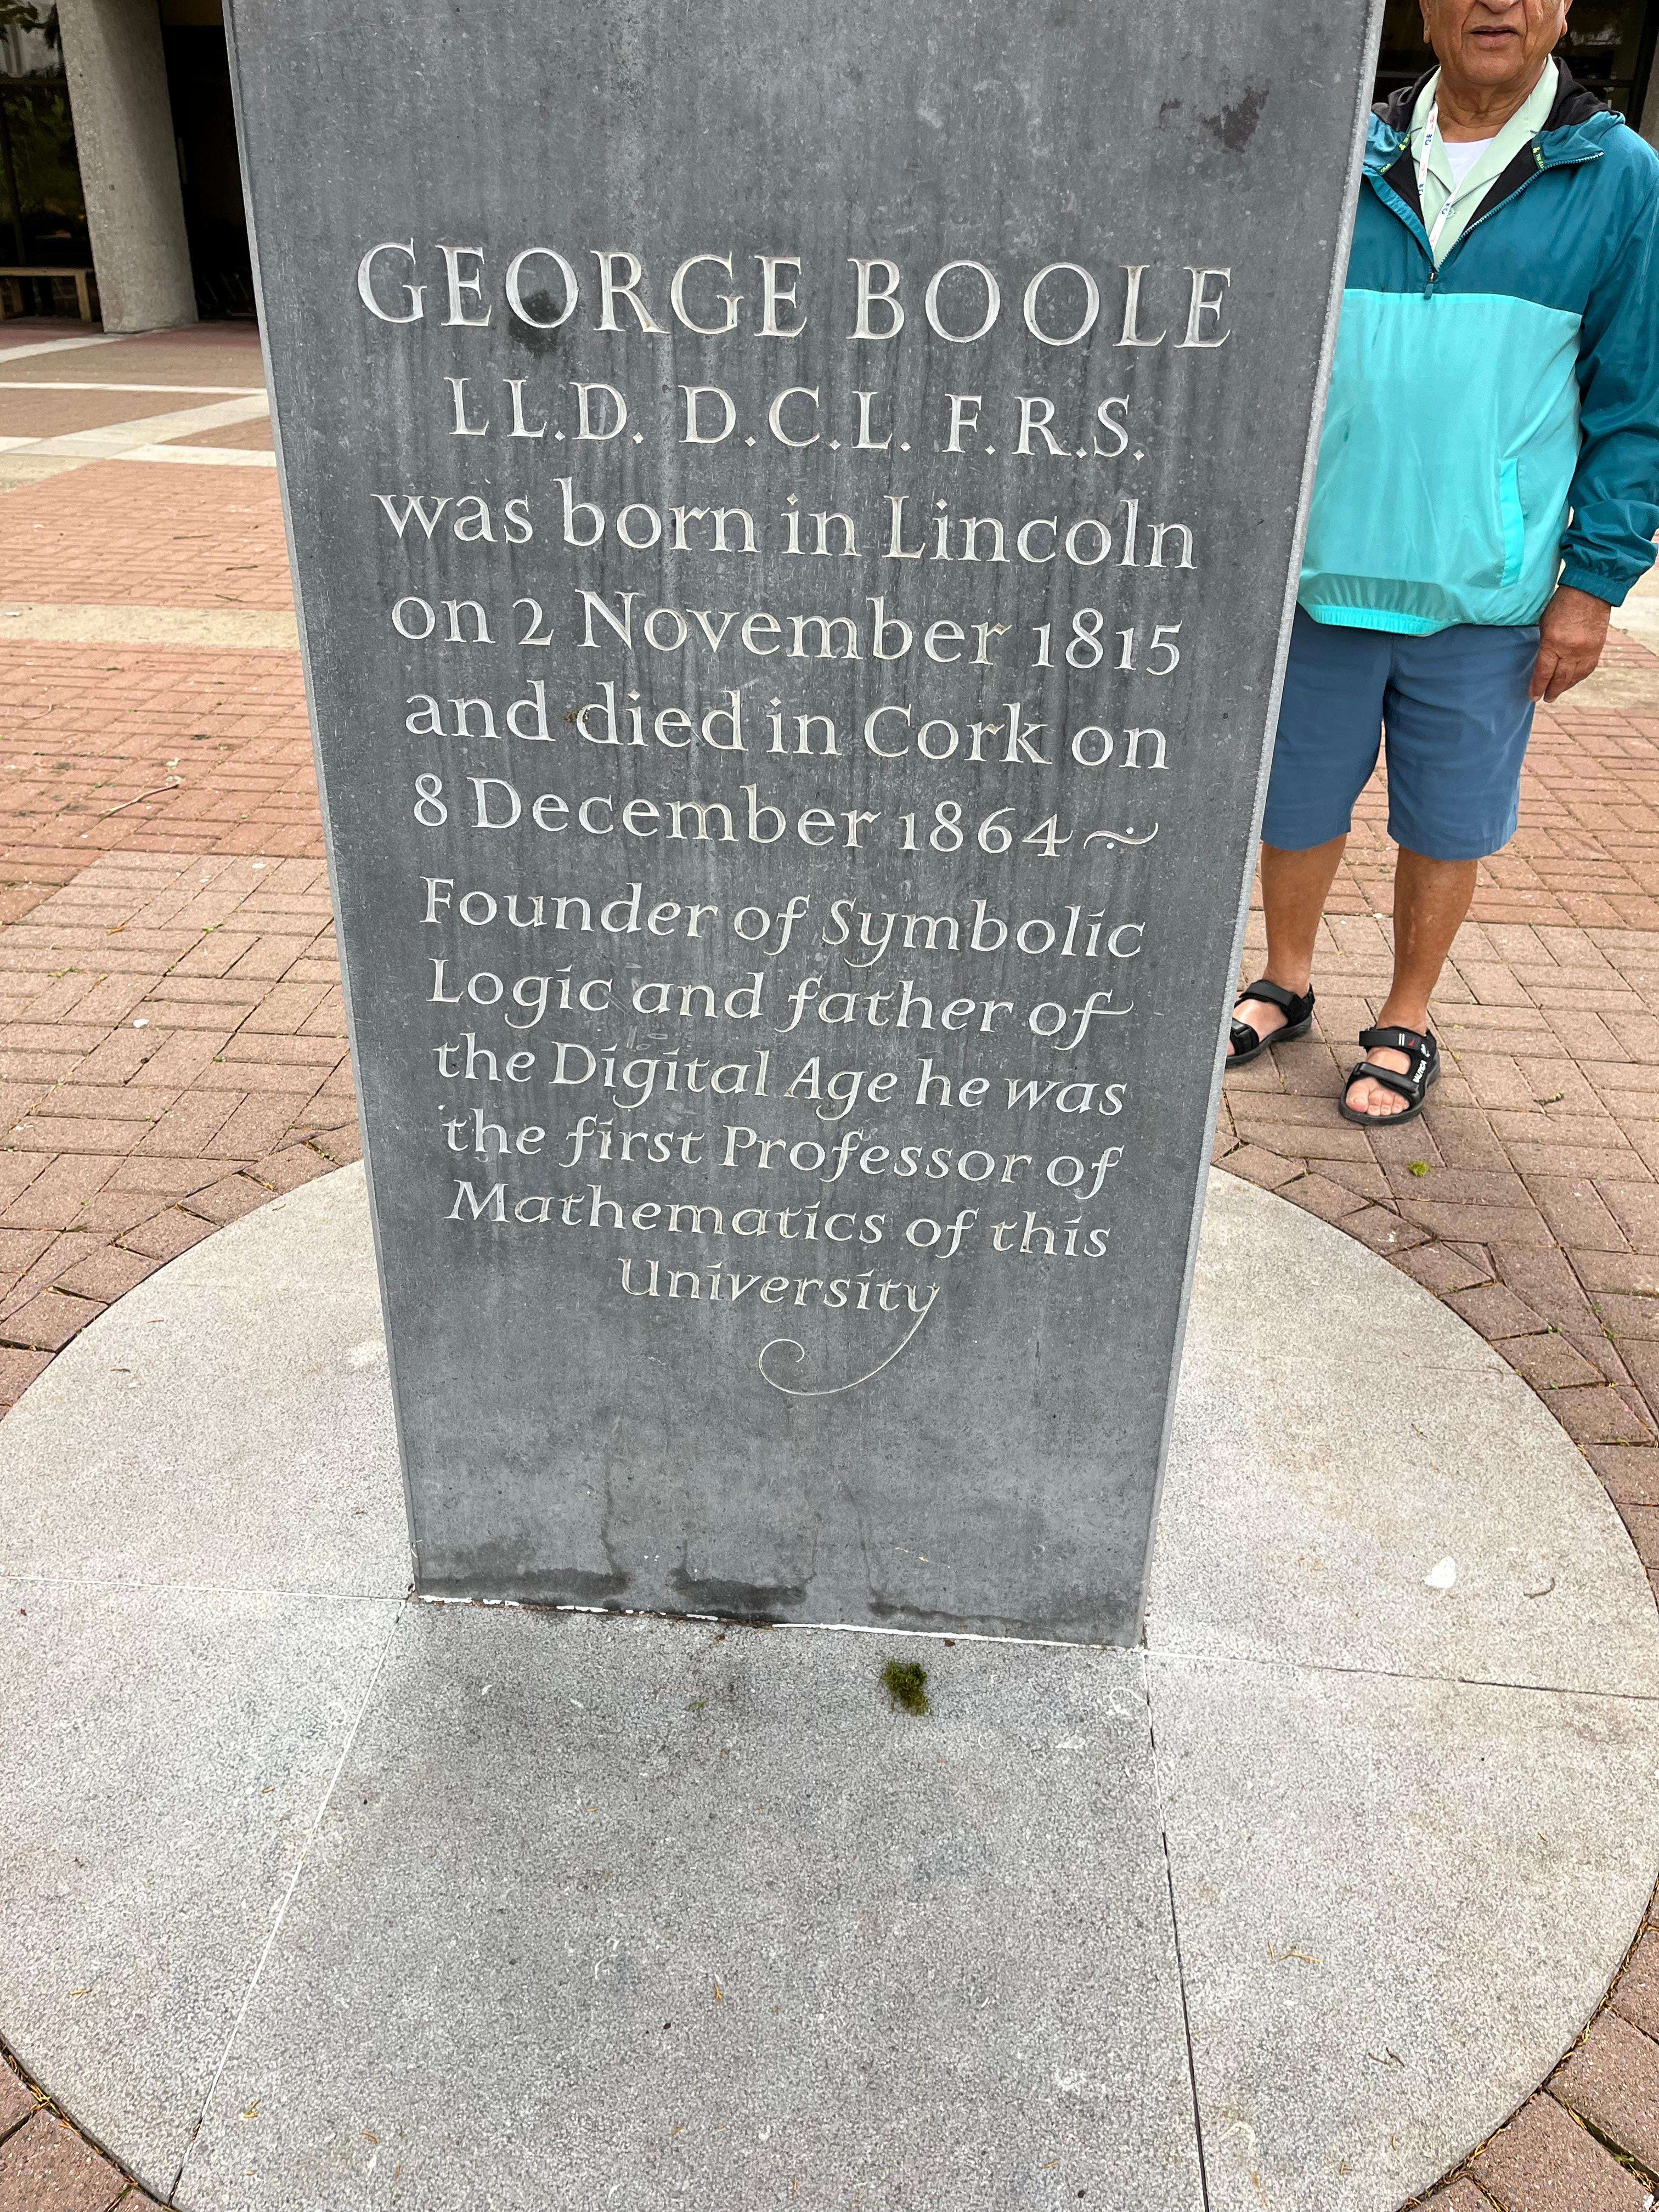 GEORGE BOOLE
LL.D. D.C.L. F.R.S.
was born in Lincoln
on 2 November 1815
and died in Cork on
8 December 1864 ~
Founder of Symbolic
Logic and father of
the Digital Age he was
the first Professor of
Mathematics of this
University